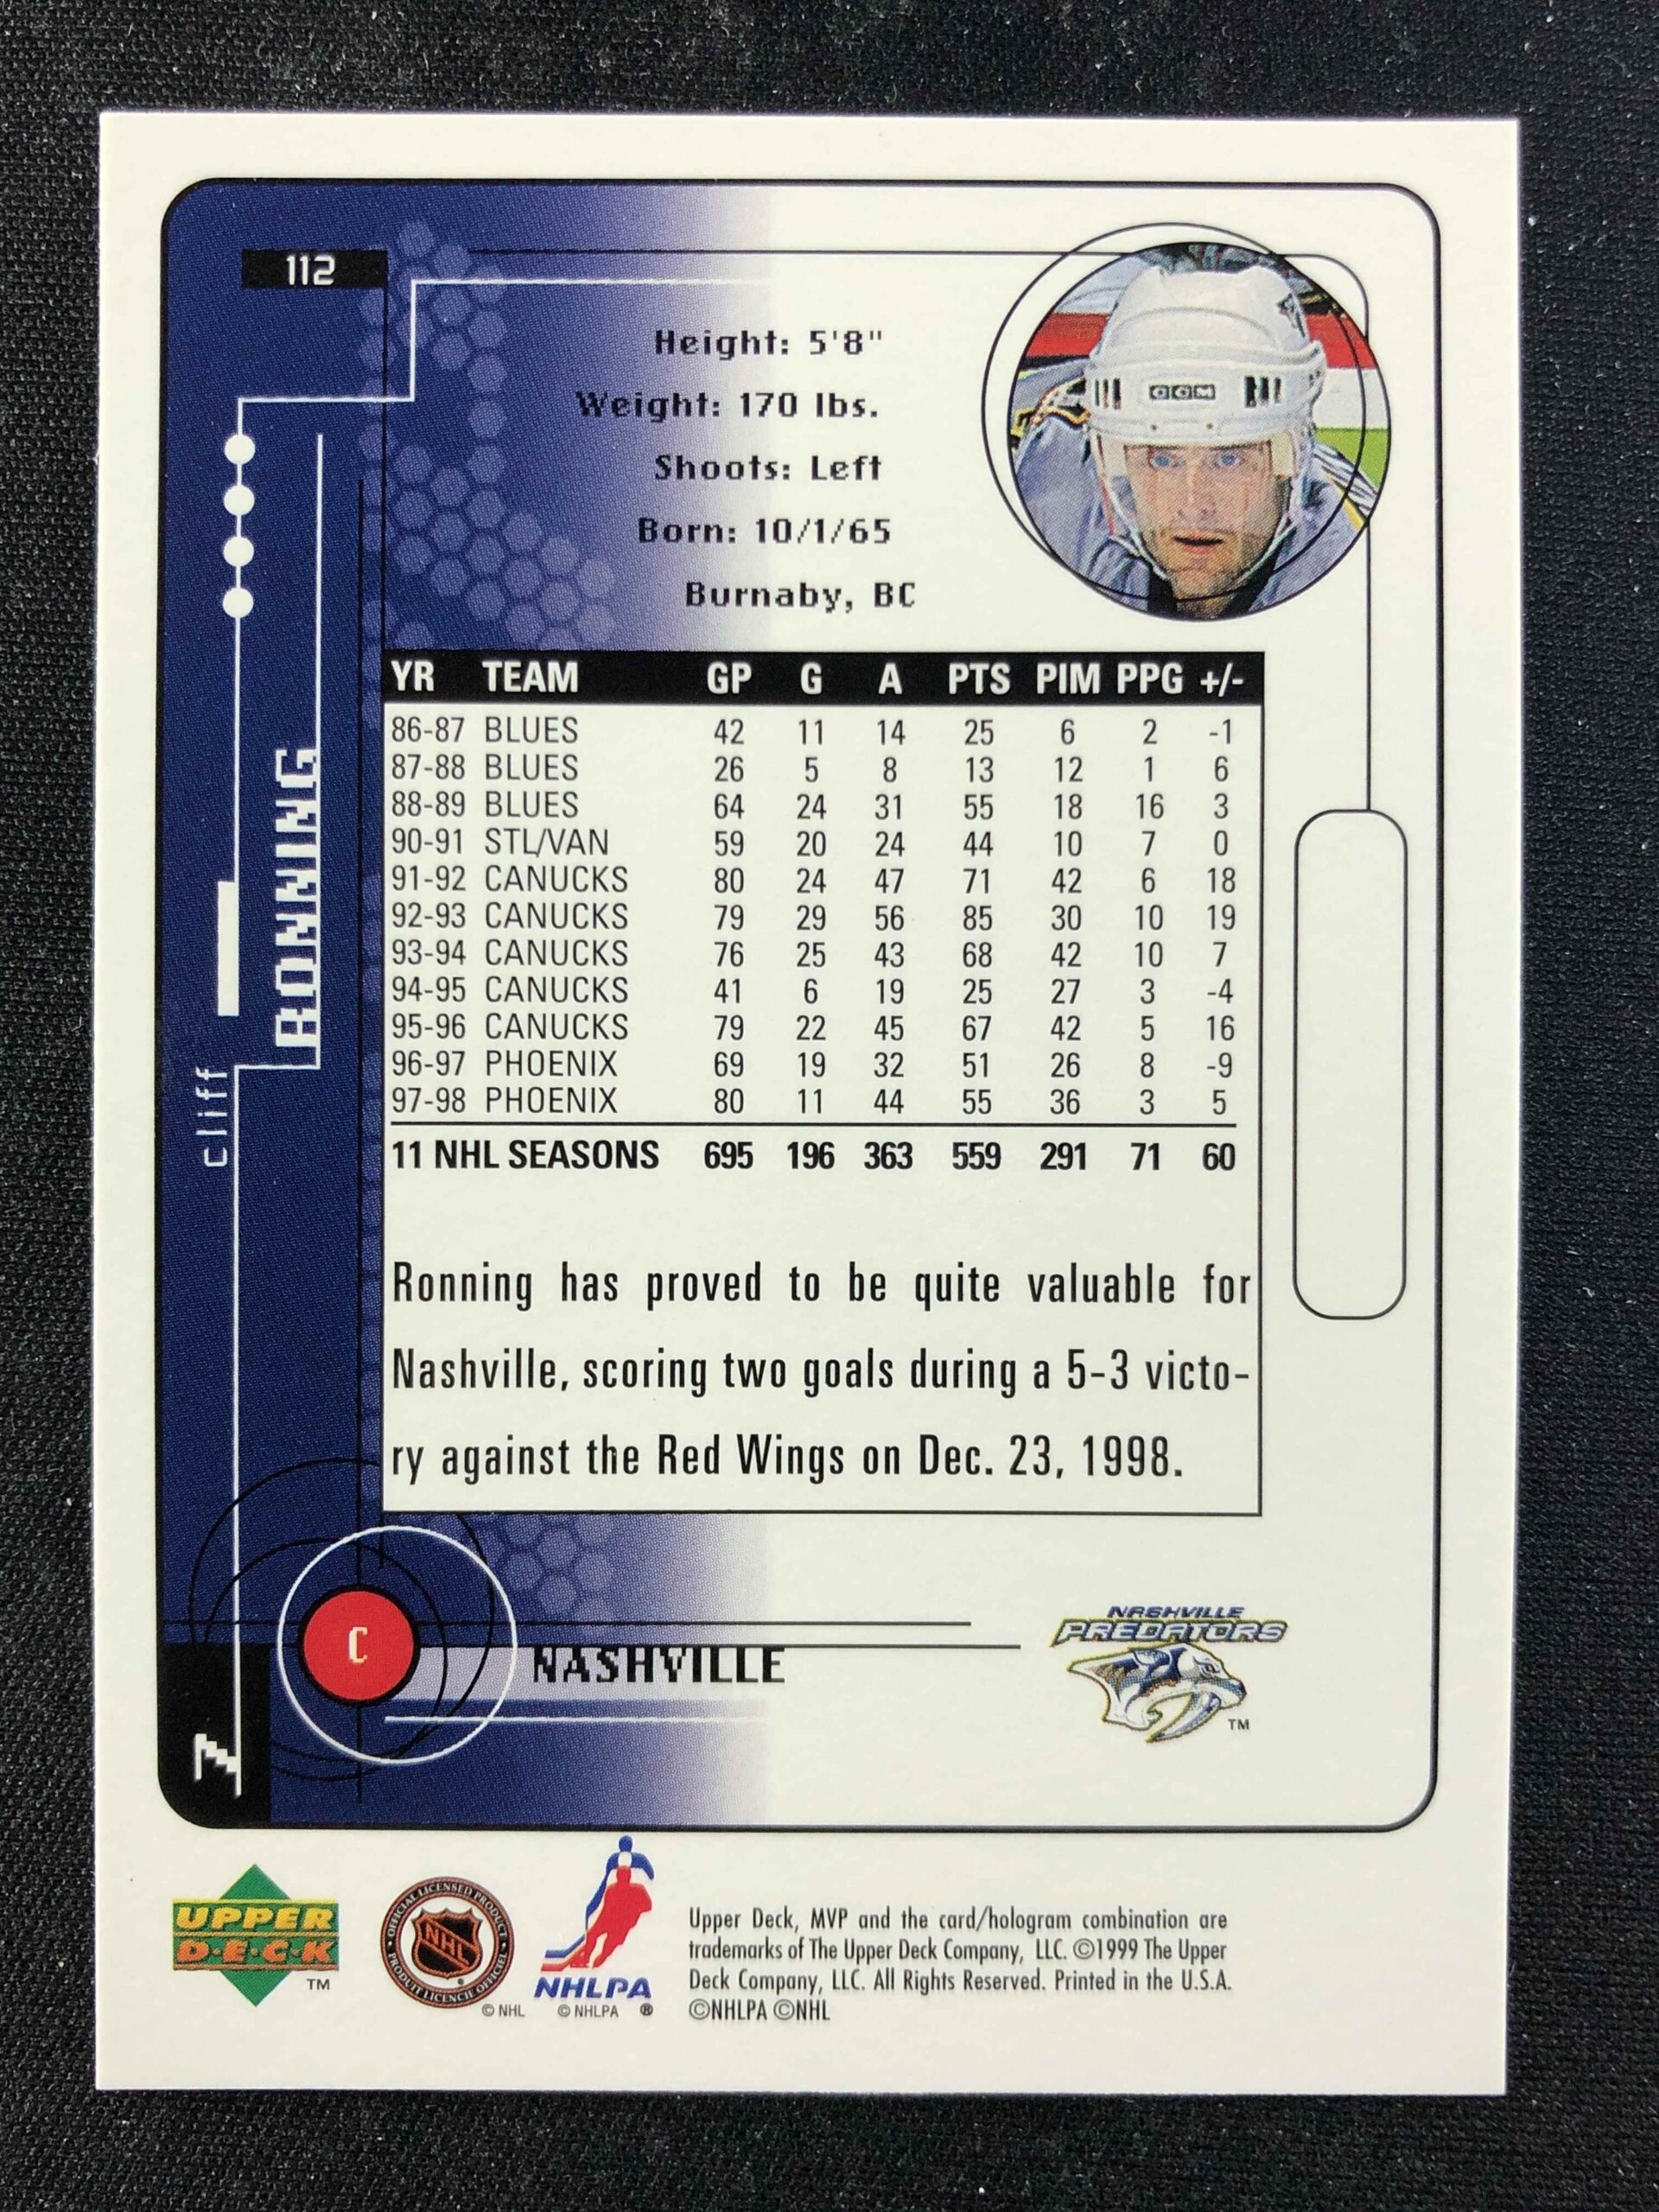 112
Height: 5'8"
Weight: 170 lbs.
Shoots: Left
Born: 10/1/65
Burnaby, BC
CCM
cliff
RONNING
YR TEAM GP G A PTS PIM PPG +/-
86-87 BLUES 42 11 14 25 6 2 -1
87-88 BLUES 26 5 8 13 12 1 6
88-89 BLUES 64 24 31 55 18 16 3
90-91 STL/VAN 59 20 24 44 10 7 0
91-92 CANUCKS 80 24 47 71 42 6 18
92-93 CANUCKS 79 29 56 85 30 10 19
93-94 CANUCKS 76 25 43 68 42 10 7
94-95 CANUCKS 41 6 19 25 27 3 -4
95-96 CANUCKS 79 22 45 67 42 5 16
96-97 PHOENIX 69 19 32 51 26 8 -9
97-98 PHOENIX 80 11 44 55 36 3 5
11 NHL SEASONS 695 196 363 559 291 71 60
Ronning has proved to be quite valuable for
Nashville, scoring two goals during a 5-3 victo-
ry against the Red Wings on Dec. 23, 1998.
C
NASHVILLE
7
NASHVILLE
PREDATORS
TM
UPPER
D·E·C·K
TM
OFFICIAL LICENSED PRODUCT
NHL
PRODUIT LICENCIE OFFICIEL
© NHL
NHLPA
© NHLPA ®
Upper Deck, MVP and the card/hologram combination are
trademarks of The Upper Deck Company, LLC. ©1999 The Upper
Deck Company, LLC. All Rights Reserved. Printed in the U.S.A.
©NHLPA ©NHL